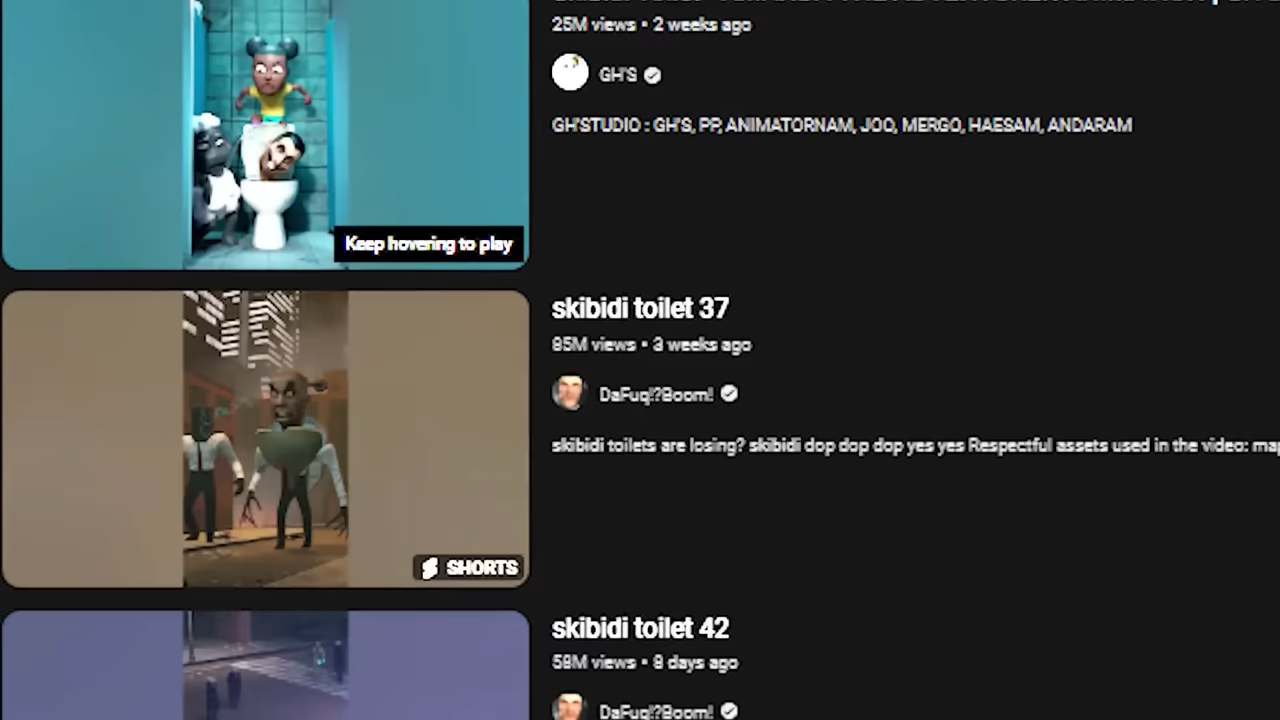 25M views • 2 weeks ago
GH'S
GH'STUDIO : GH'S, PP, ANIMATORNAM, JOO, MERGO, HAESAM, ANDARAM
Keep hovering to play
skibidi toilet 37
85M views • 3 weeks ago
DaFuq!?Boom!
skibidi toilets are losing? skibidi dop dop dop yes yes Respectful assets used in the video:
SHORTS
skibidi toilet 42
58M views • 8 days ago
DaFuq!?Boom!